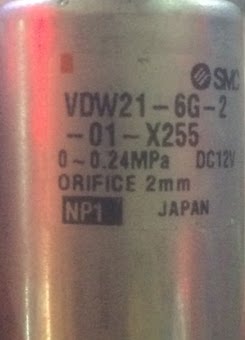 SMC
VDW21-6G-2
-01-X255
0~0.24MPa DC12V
ORIFICE 2mm
NP1 JAPAN